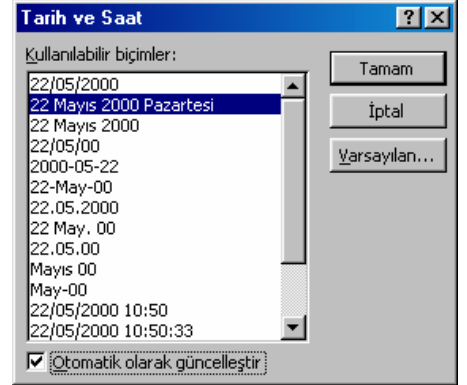 Tarih ve Saat
Kullanılabilir biçimler:
22/05/2000
22 Mayıs 2000 Pazartesi
22 Mayıs 2000
22/05/00
2000-05-22
22-May-00
22.05.2000
22 May. 00
22.05.00
Mayıs 00
May-00
22/05/2000 10:50
22/05/2000 10:50:33
Tamam
İptal
Varsayılan...
Otomatik olarak güncelleştir